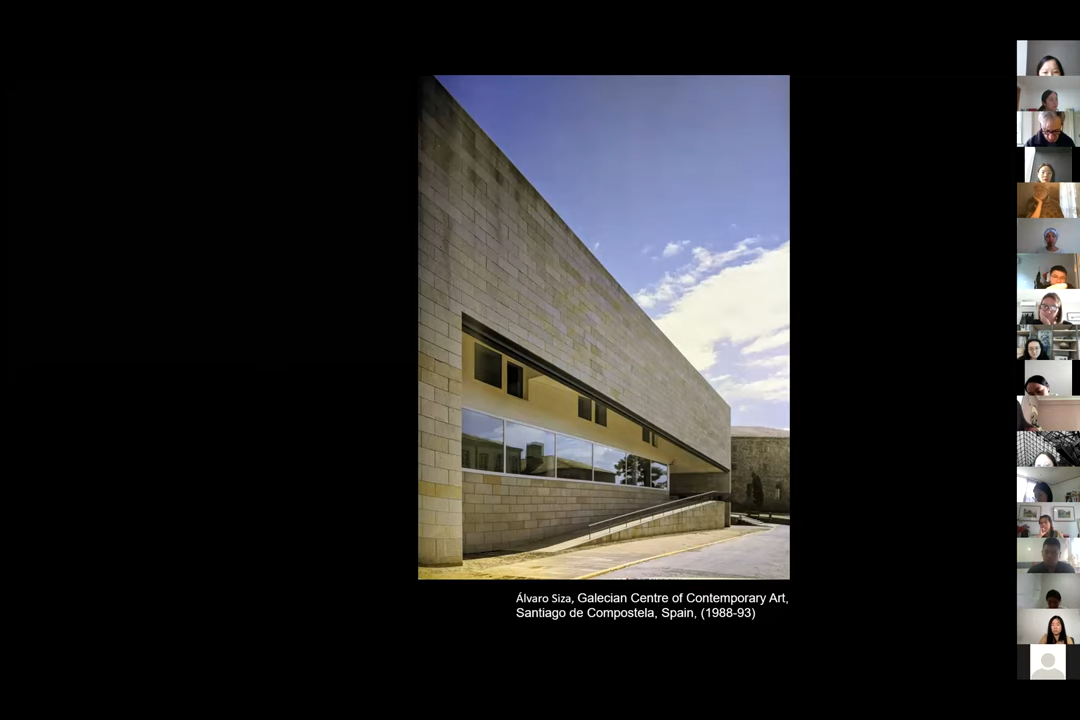 Álvaro Siza, Galecian Centre of Contemporary Art,
Santiago de Compostela, Spain, (1988-93)